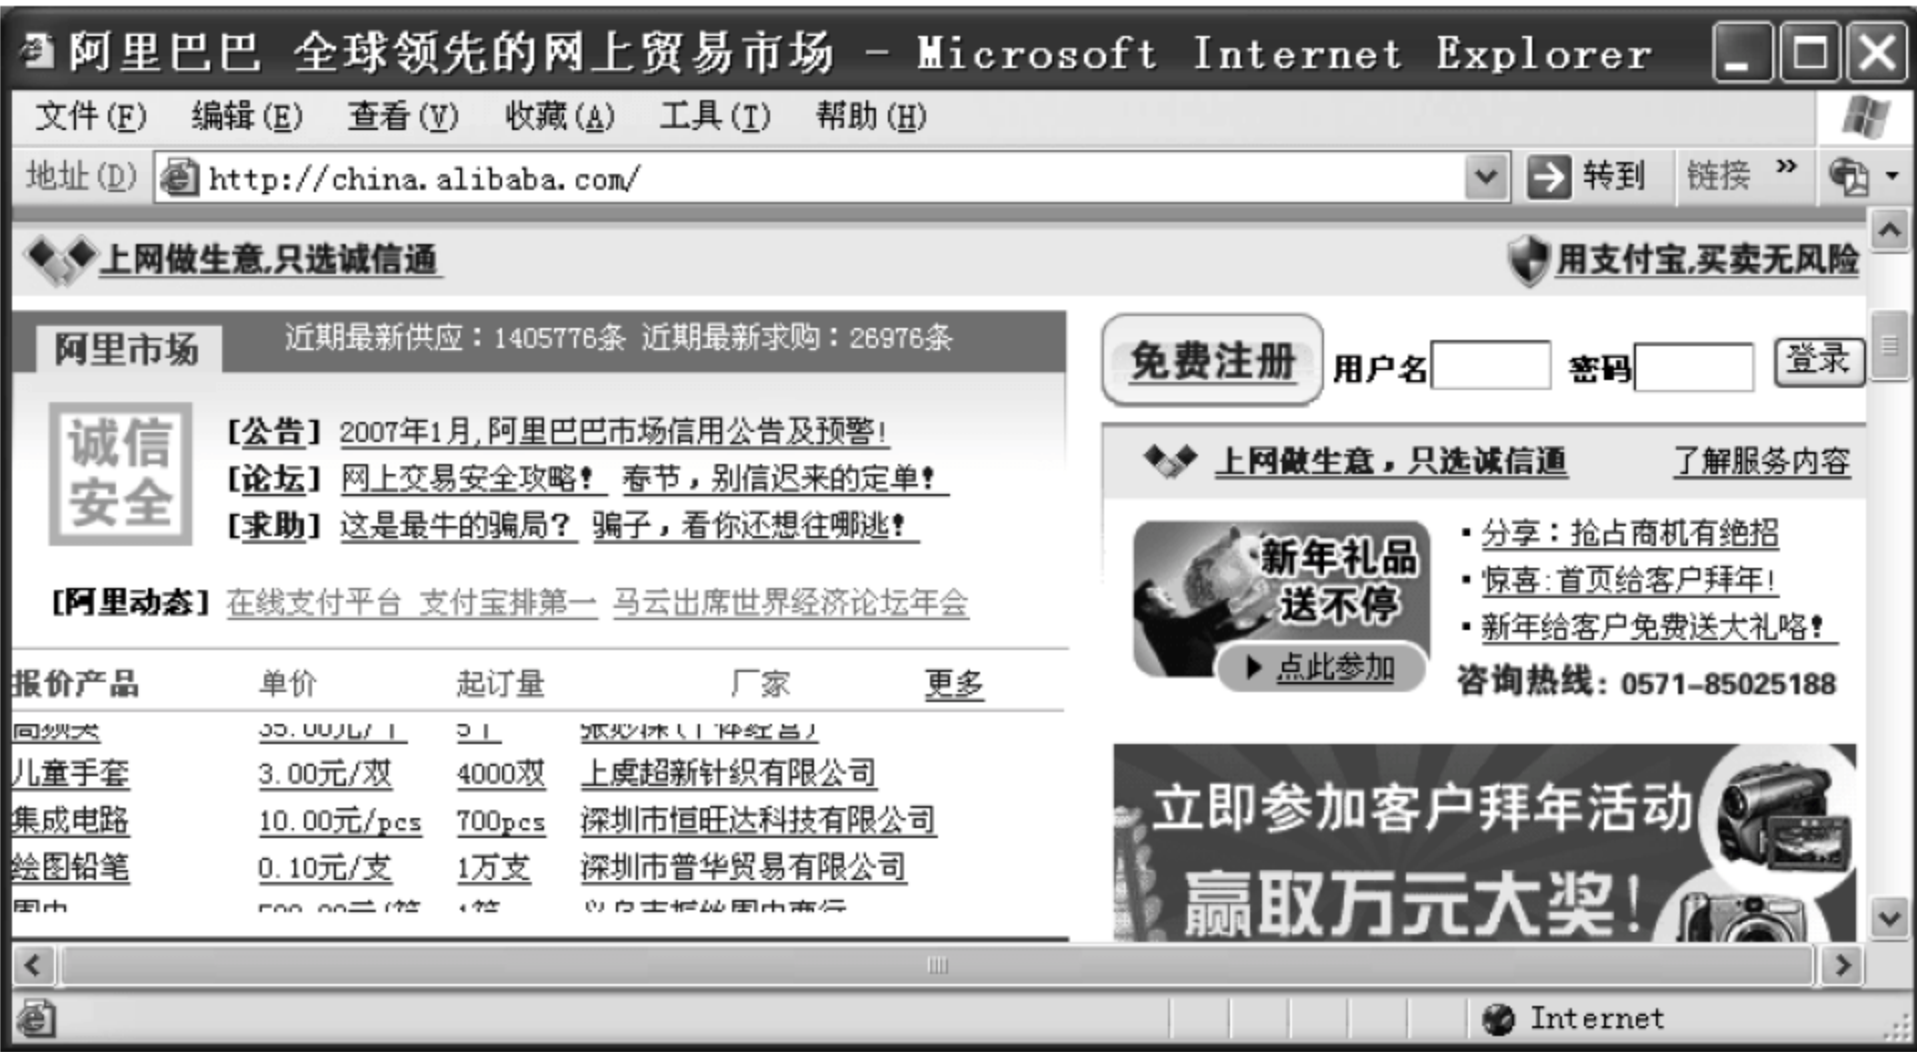 阿里巴巴 全球领先的网上贸易市场 - Microsoft Internet Explorer
文件(F) 编辑(E) 查看(V) 收藏(A) 工具(T) 帮助(H)
地址(D) http://china.alibaba.com/ 转到 链接 »
上网做生意,只选诚信通 用支付宝,买卖无风险
阿里市场 近期最新供应：1405776条 近期最新求购：26976条
诚信安全
[公告] 2007年1月,阿里巴巴市场信用公告及预警!
[论坛] 网上交易安全攻略! 春节，别信迟来的定单!
[求助] 这是最牛的骗局? 骗子，看你还想往哪逃!
[阿里动态] 在线支付平台 支付宝排第一 马云出席世界经济论坛年会
报价产品 单价 起订量 厂家 更多
儿童手套 3.00元/双 4000双 上虞超新针织有限公司
集成电路 10.00元/pcs 700pcs 深圳市恒旺达科技有限公司
绘图铅笔 0.10元/支 1万支 深圳市普华贸易有限公司
免费注册 用户名 密码 登录
上网做生意，只选诚信通 了解服务内容
新年礼品
送不停
点此参加
分享：抢占商机有绝招
惊喜:首页给客户拜年!
新年给客户免费送大礼咯!
咨询热线: 0571-85025188
立即参加客户拜年活动
赢取万元大奖!
Internet